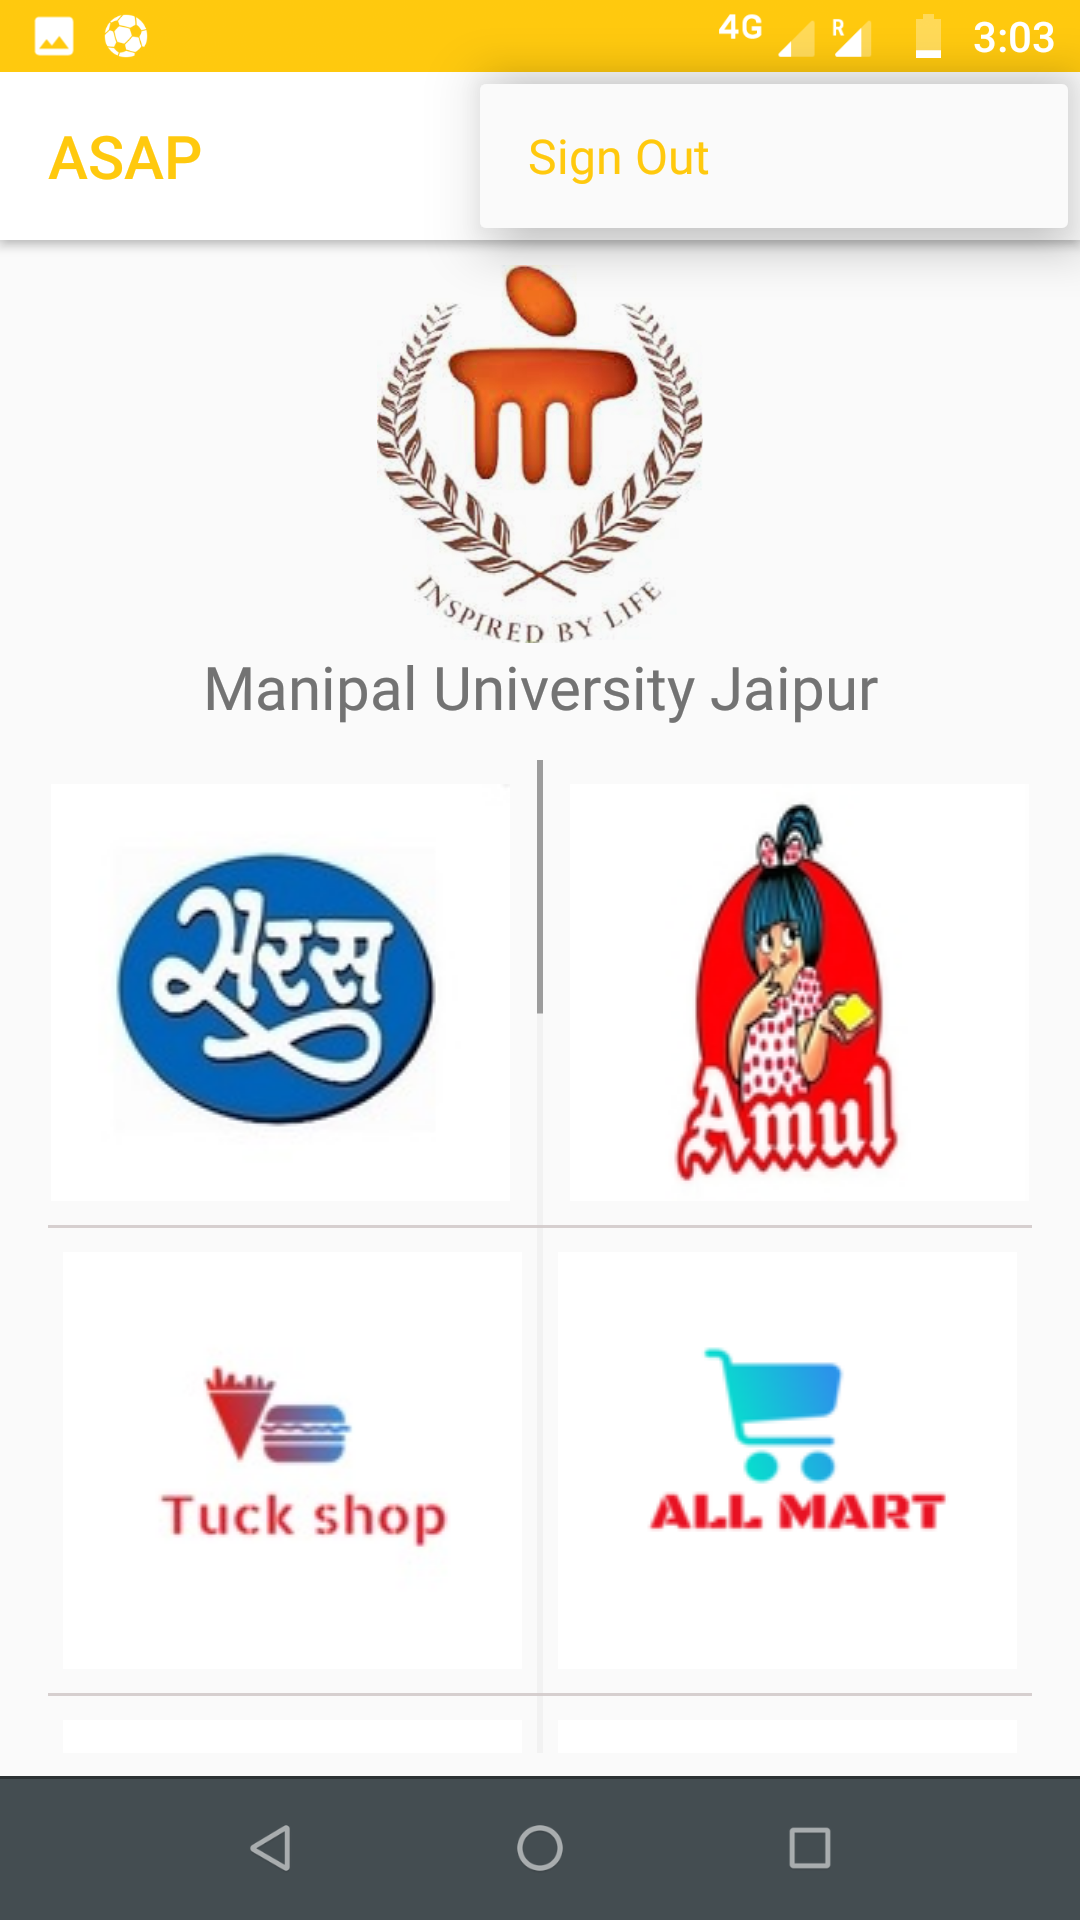 4G R 3:03
ASAP
Sign Out
INSPIRED BY LIFE
Manipal University Jaipur
सरस
Amul
Tuck shop
ALL MART